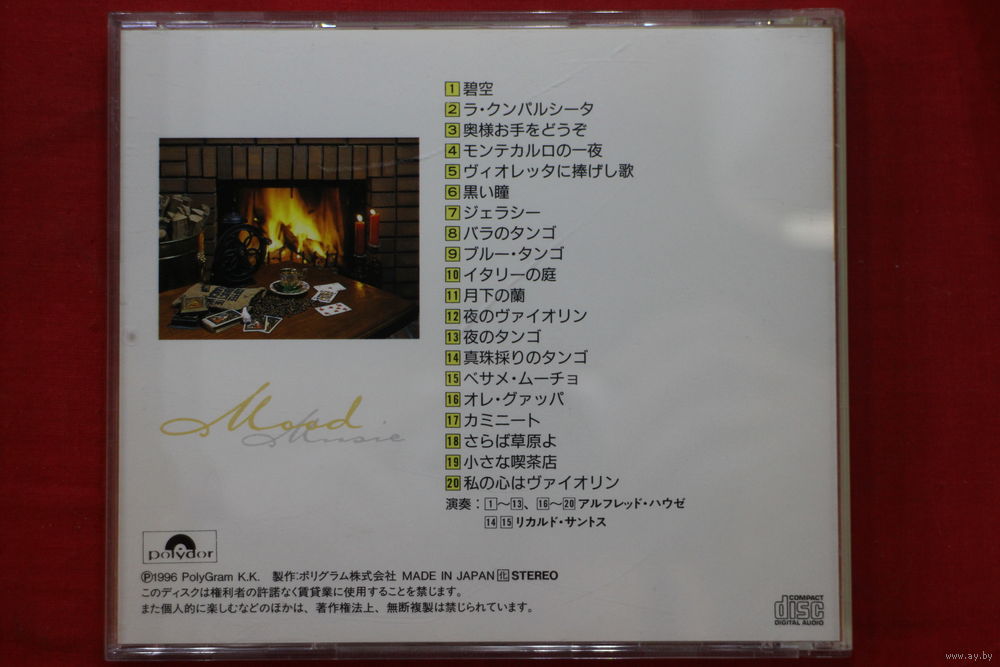 1 碧空
2 ラ・クンパルシータ
3 奥様お手をどうぞ
4 モンテカルロの一夜
5 ヴィオレッタに捧げし歌
6 黒い瞳
7 ジェラシー
8 バラのタンゴ
9 ブルー・タンゴ
10 イタリーの庭
11 月下の蘭
12 夜のヴァイオリン
13 夜のタンゴ
14 真珠採りのタンゴ
15 ベサメ・ムーチョ
16 オレ・グァッパ
17 カミニート
18 さらば草原よ
19 小さな喫茶店
20 私の心はヴァイオリン
演奏：1〜13、16〜20 アルフレッド・ハウゼ
14 15 リカルド・サントス
Mood
Music
polydor
Ⓟ1996 PolyGram K.K. 製作:ポリグラム株式会社 MADE IN JAPAN 化 STEREO
このディスクは権利者の許諾なく賃貸業に使用することを禁じます。
また個人的に楽しむなどのほかは、著作権法上、無断複製は禁じられています。
COMPACT
disc
DIGITAL AUDIO
www.ay.by